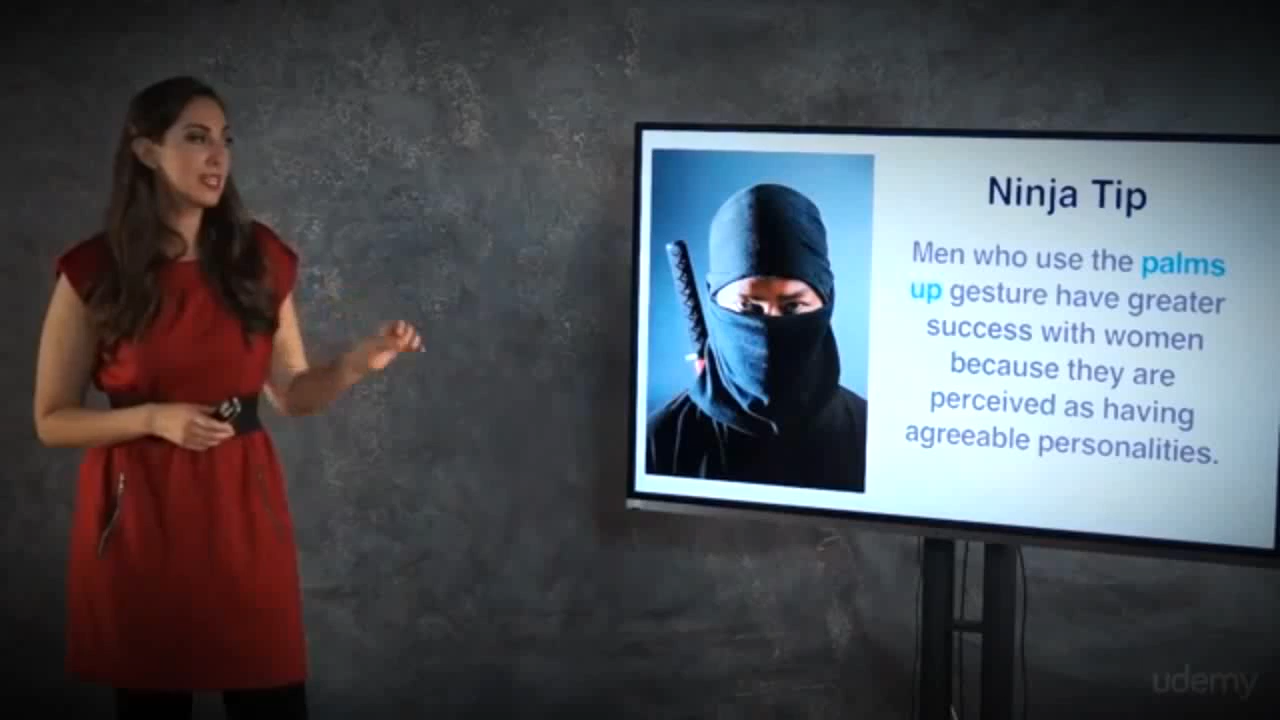 Ninja Tip
Men who use the palms
up gesture have greater
success with women
because they are
perceived as having
agreeable personalities.
udemy